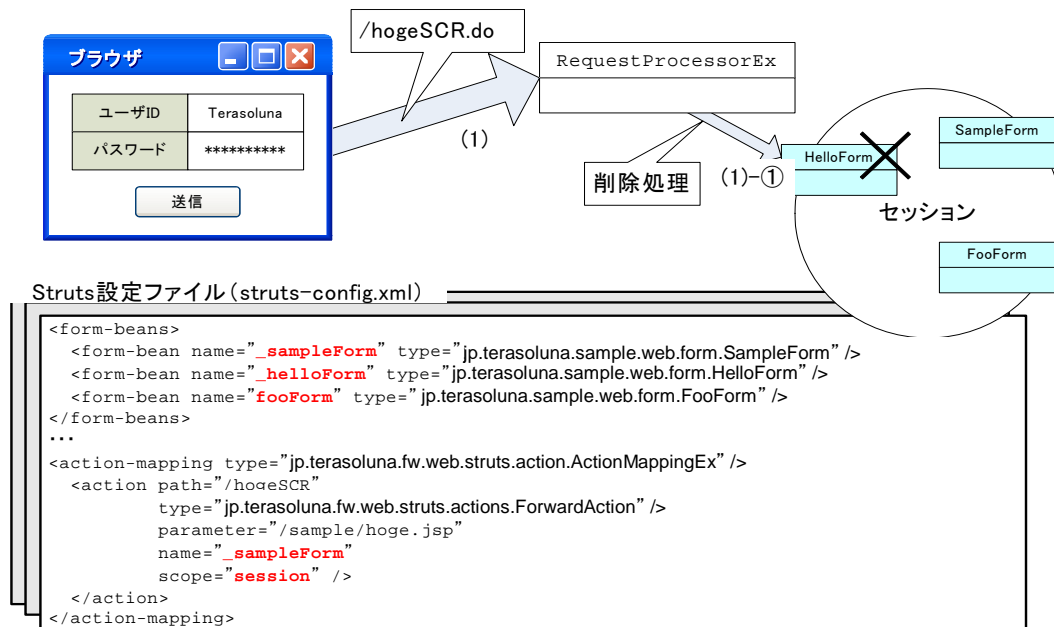 /hogeSCR.do
ブラウザ
ユーザID
Terasoluna
パスワード
**********
送信
(1)
RequestProcessorEx
削除処理
(1)-①
HelloForm
SampleForm
セッション
FooForm
Struts設定ファイル(struts-config.xml)
<form-beans>
<form-bean name="_sampleForm" type="jp.terasoluna.sample.web.form.SampleForm" />
<form-bean name="_helloForm" type="jp.terasoluna.sample.web.form.HelloForm" />
<form-bean name="fooForm" type="jp.terasoluna.sample.web.form.FooForm" />
</form-beans>
・・・
<action-mapping type="jp.terasoluna.fw.web.struts.action.ActionMappingEx" />
<action path="/hogeSCR"
type="jp.terasoluna.fw.web.struts.actions.ForwardAction" />
parameter="/sample/hoge.jsp"
name="_sampleForm"
scope="session" />
</action>
</action-mapping>